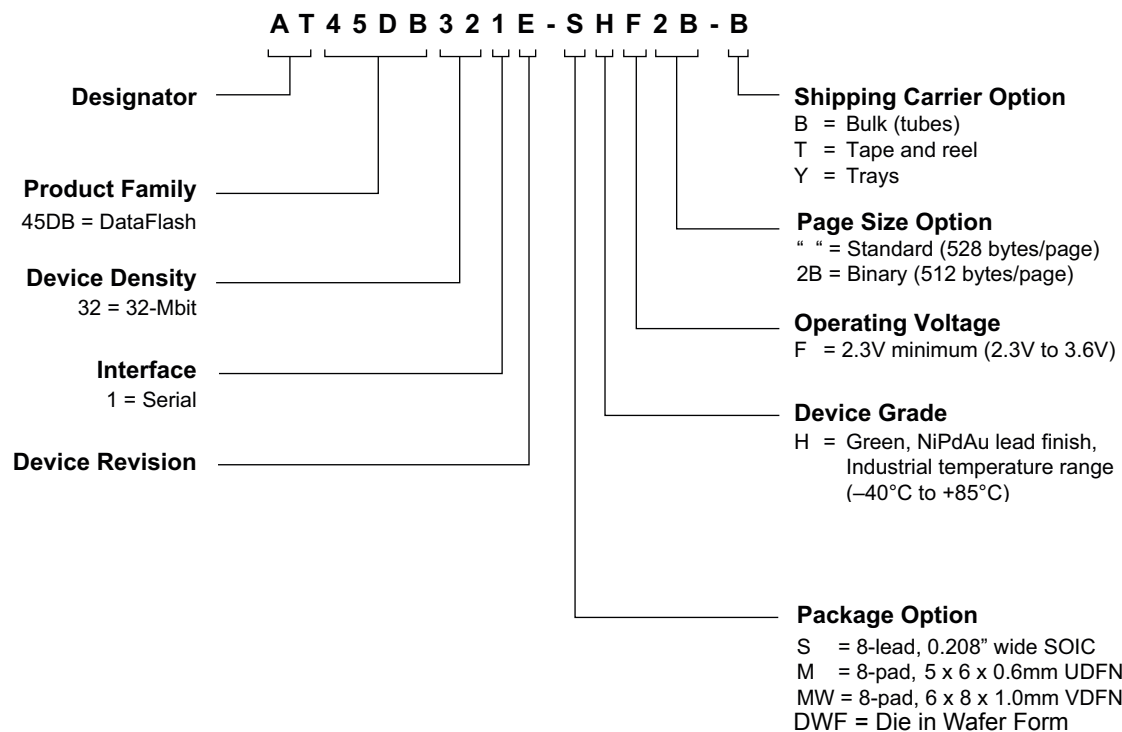 A T 4 5 D B 3 2 1 E - S H F 2 B - B
Designator
Product Family
45DB = DataFlash
Device Density
32 = 32-Mbit
Interface
1 = Serial
Device Revision
Shipping Carrier Option
B = Bulk (tubes)
T = Tape and reel
Y = Trays
Page Size Option
“ “ = Standard (528 bytes/page)
2B = Binary (512 bytes/page)
Operating Voltage
F = 2.3V minimum (2.3V to 3.6V)
Device Grade
H = Green, NiPdAu lead finish,
Industrial temperature range
(–40°C to +85°C)
Package Option
S = 8-lead, 0.208” wide SOIC
M = 8-pad, 5 x 6 x 0.6mm UDFN
MW = 8-pad, 6 x 8 x 1.0mm VDFN
DWF = Die in Wafer Form